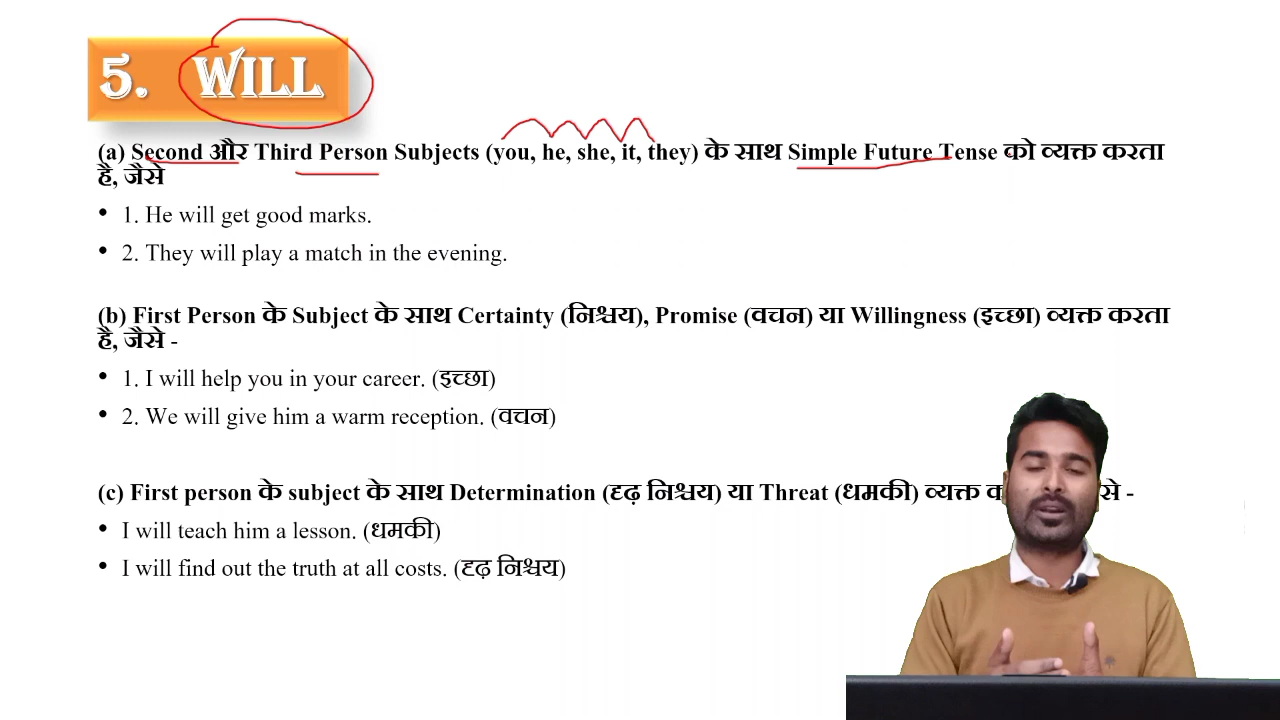 5. WILL
(a) Second और Third Person Subjects (you, he, she, it, they) के साथ Simple Future Tense को व्यक्त करता
है, जैसे
• 1. He will get good marks.
• 2. They will play a match in the evening.
(b) First Person के Subject के साथ Certainty (निश्चय), Promise (वचन) या Willingness (इच्छा) व्यक्त करता
है, जैसे -
• 1. I will help you in your career. (इच्छा)
• 2. We will give him a warm reception. (वचन)
(c) First person के subject के साथ Determination (दृढ़ निश्चय) या Threat (धमकी) व्यक्त से -
• I will teach him a lesson. (धमकी)
• I will find out the truth at all costs. (दृढ़ निश्चय)